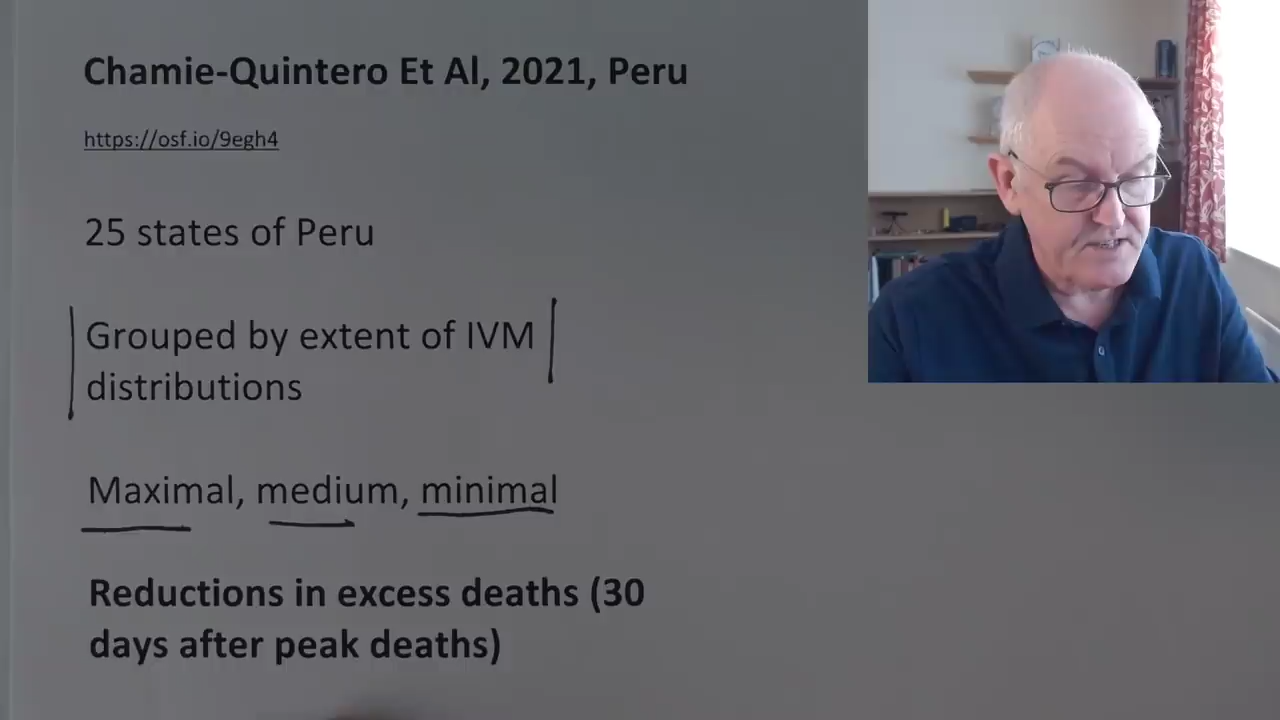 Chamie-Quintero Et Al, 2021, Peru
https://osf.io/9egh4
25 states of Peru
Grouped by extent of IVM
distributions
Maximal, medium, minimal
Reductions in excess deaths (30
days after peak deaths)